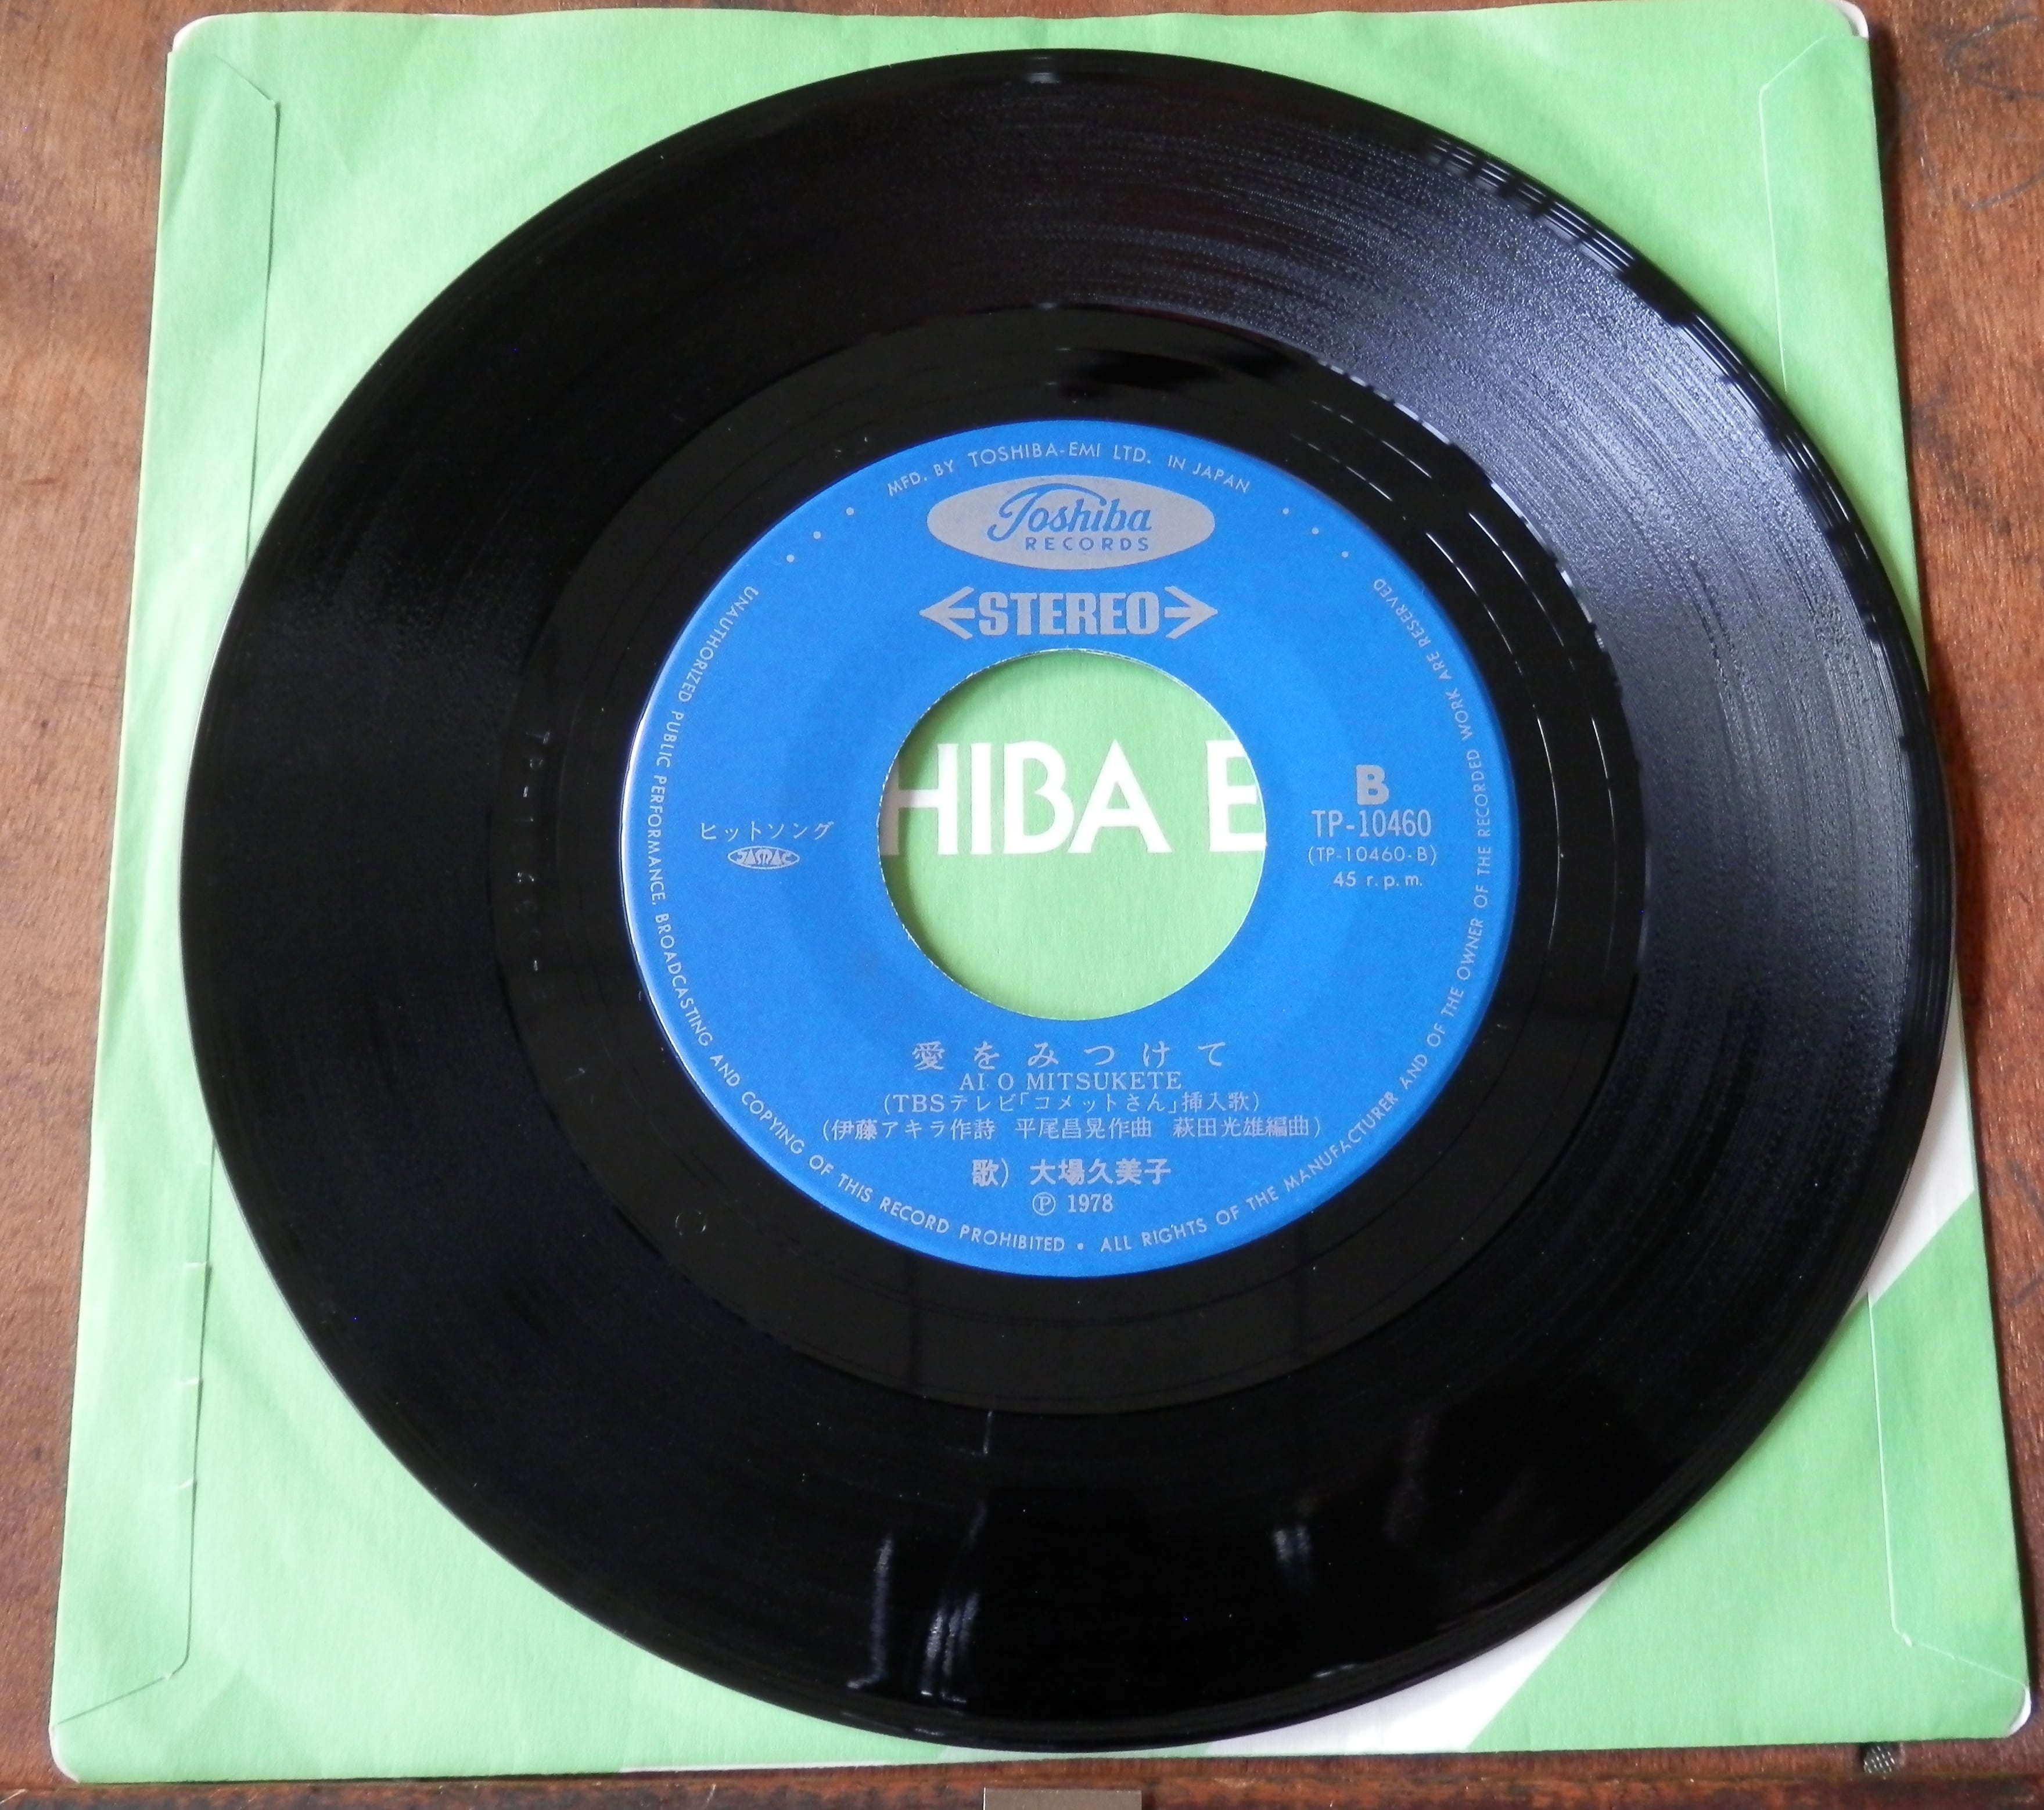 MFD. BY TOSHIBA-EMI LTD. IN JAPAN
Toshiba
RECORDS
STEREO
HIBA E
B
TP-10460
(TP-10460-B)
45 r.p.m.
ヒットソング
JASRAC
愛をみつけて
AI O MITSUKETE
(TBSテレビ「コメットさん」挿入歌)
(伊藤アキラ作詩 平尾昌晃作曲 萩田光雄編曲)
歌) 大場久美子
Ⓟ 1978
UNAUTHORIZED PUBLIC PERFORMANCE, BROADCASTING AND COPYING OF THIS RECORD PROHIBITED • ALL RIGHTS OF THE MANUFACTURER AND OF THE OWNER OF THE RECORDED WORK ARE RESERVED